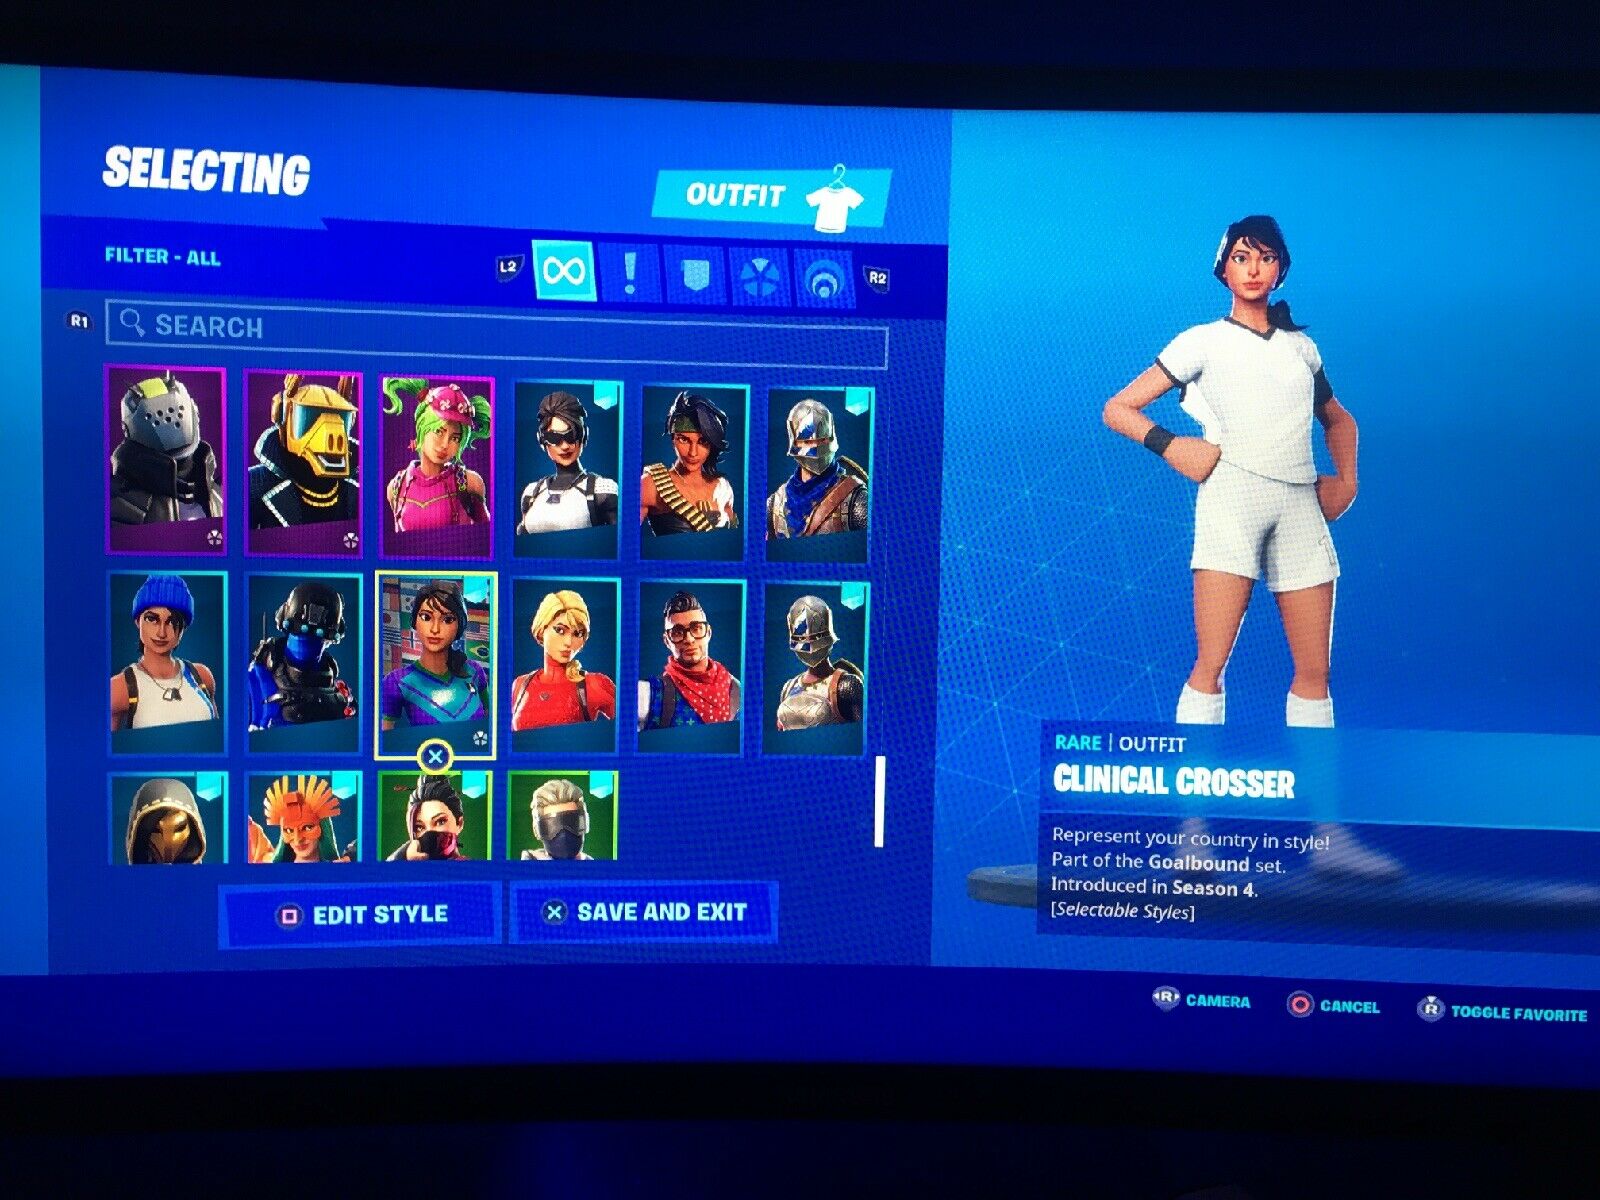 SELECTING
OUTFIT
FILTER - ALL
L2
R2
R1
SEARCH
EDIT STYLE
SAVE AND EXIT
RARE | OUTFIT
CLINICAL CROSSER
Represent your country in style!
Part of the Goalbound set.
Introduced in Season 4.
[Selectable Styles]
R CAMERA
CANCEL
R TOGGLE FAVORITE